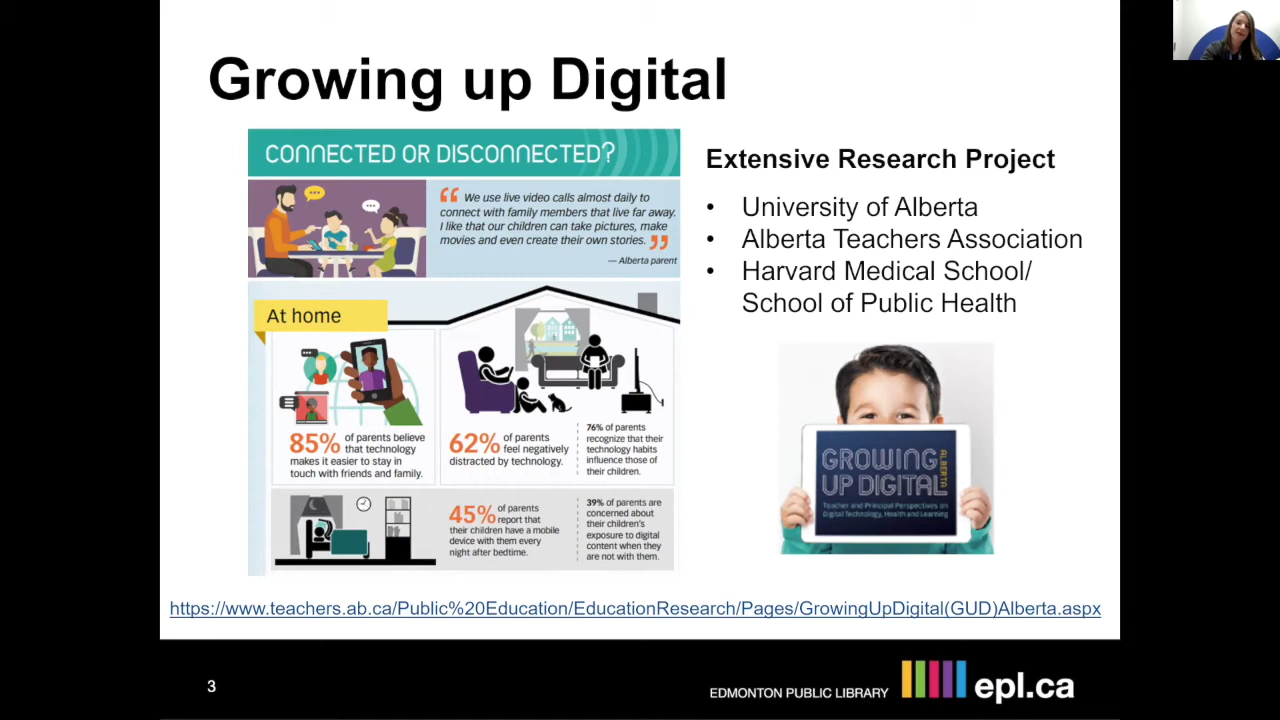 Growing up Digital
CONNECTED OR DISCONNECTED?
“ We use live video calls almost daily to
connect with family members that live far away.
I like that our children can take pictures, make
movies and even create their own stories. ”
— Alberta parent
At home
85% of parents believe
that technology
makes it easier to stay in
touch with friends and family.
62% of parents
feel negatively
distracted by technology.
76% of parents
recognize that their
technology habits
influence those of
their children.
45% of parents
report that
their children have a mobile
device with them every
night after bedtime.
39% of parents are
concerned about
their children's
exposure to digital
content when they
are not with them.
Extensive Research Project
• University of Alberta
• Alberta Teachers Association
• Harvard Medical School/
School of Public Health
GROWING
UP DIGITAL
ALBERTA
Teacher and Principal Perspectives on
Digital Technology, Health and Learning
https://www.teachers.ab.ca/Public%20Education/EducationResearch/Pages/GrowingUpDigital(GUD)Alberta.aspx
3
EDMONTON PUBLIC LIBRARY
epl.ca